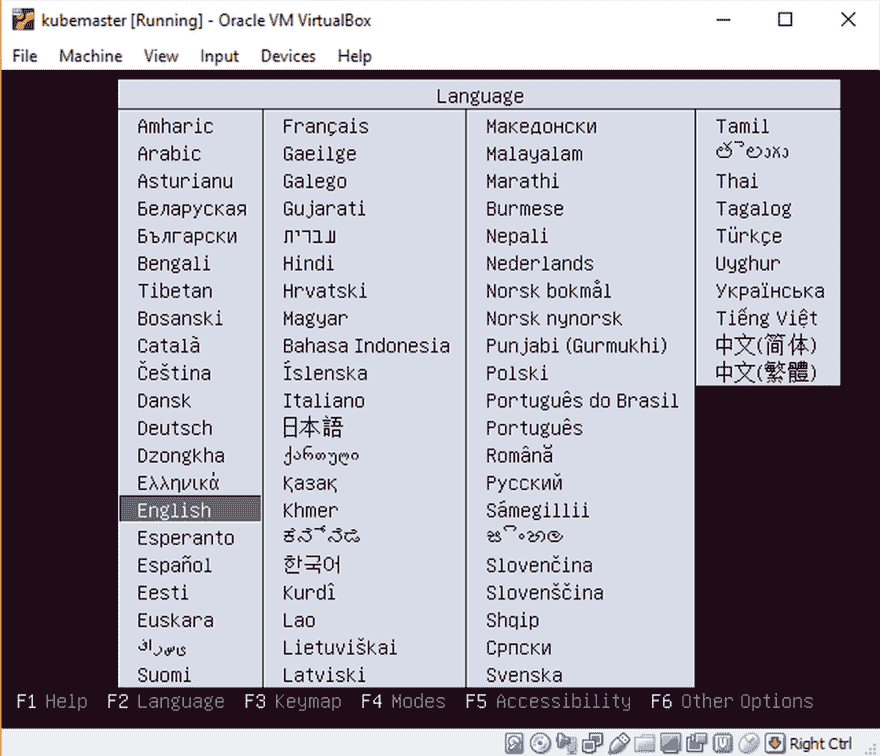 kubemaster [Running] - Oracle VM VirtualBox
File Machine View Input Devices Help
Language
Amharic
Arabic
Asturianu
Беларуская
Български
Bengali
Tibetan
Bosanski
Català
Čeština
Dansk
Deutsch
Dzongkha
Ελληνικά
English
Esperanto
Español
Eesti
Euskara
Suomi
Français
Gaeilge
Galego
Gujarati
עברית
Hindi
Hrvatski
Magyar
Bahasa Indonesia
Íslenska
Italiano
日本語
ქართული
Қазақ
Khmer
ಕನ್ನಡ
한국어
Kurdî
Lao
Lietuviškai
Latviski
Македонски
Malayalam
Marathi
Burmese
Nepali
Nederlands
Norsk bokmål
Norsk nynorsk
Punjabi (Gurmukhi)
Polski
Português do Brasil
Português
Română
Русский
Sámegillii
සිංහල
Slovenčina
Slovenščina
Shqip
Српски
Svenska
Tamil
తెలుగు
Thai
Tagalog
Türkçe
Uyghur
Українська
Tiếng Việt
中文(简体)
中文(繁體)
F1 Help F2 Language F3 Keymap F4 Modes F5 Accessibility F6 Other Options
Right Ctrl